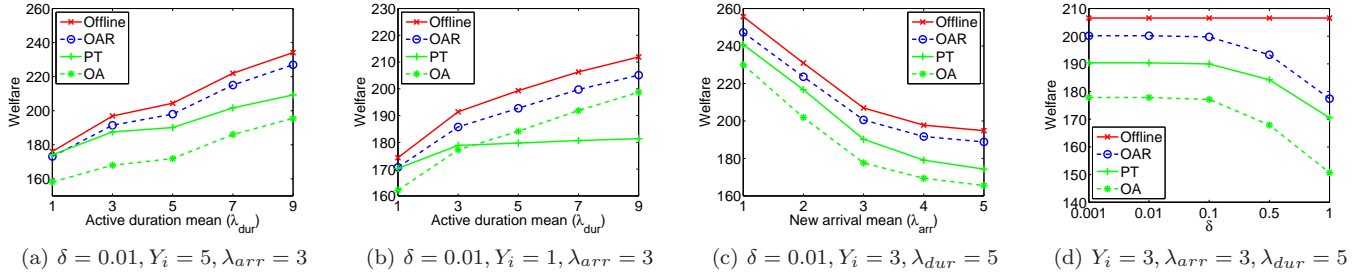 Welfare
260
240
220
200
180
160
Offline
OAR
PT
OA
1 3 5 7 9
Active duration mean (λdur)
(a) δ = 0.01, Yi = 5, λarr = 3
Welfare
230
220
210
200
190
180
170
160
Offline
OAR
PT
OA
1 3 5 7 9
Active duration mean (λdur)
(b) δ = 0.01, Yi = 1, λarr = 3
Welfare
260
240
220
200
180
160
Offline
OAR
PT
OA
1 2 3 4 5
New arrival mean (λarr)
(c) δ = 0.01, Yi = 3, λdur = 5
Welfare
210
200
190
180
170
160
150
140
Offline
OAR
PT
OA
0.001 0.01 0.1 0.5 1
δ
(d) Yi = 3, λarr = 3, λdur = 5